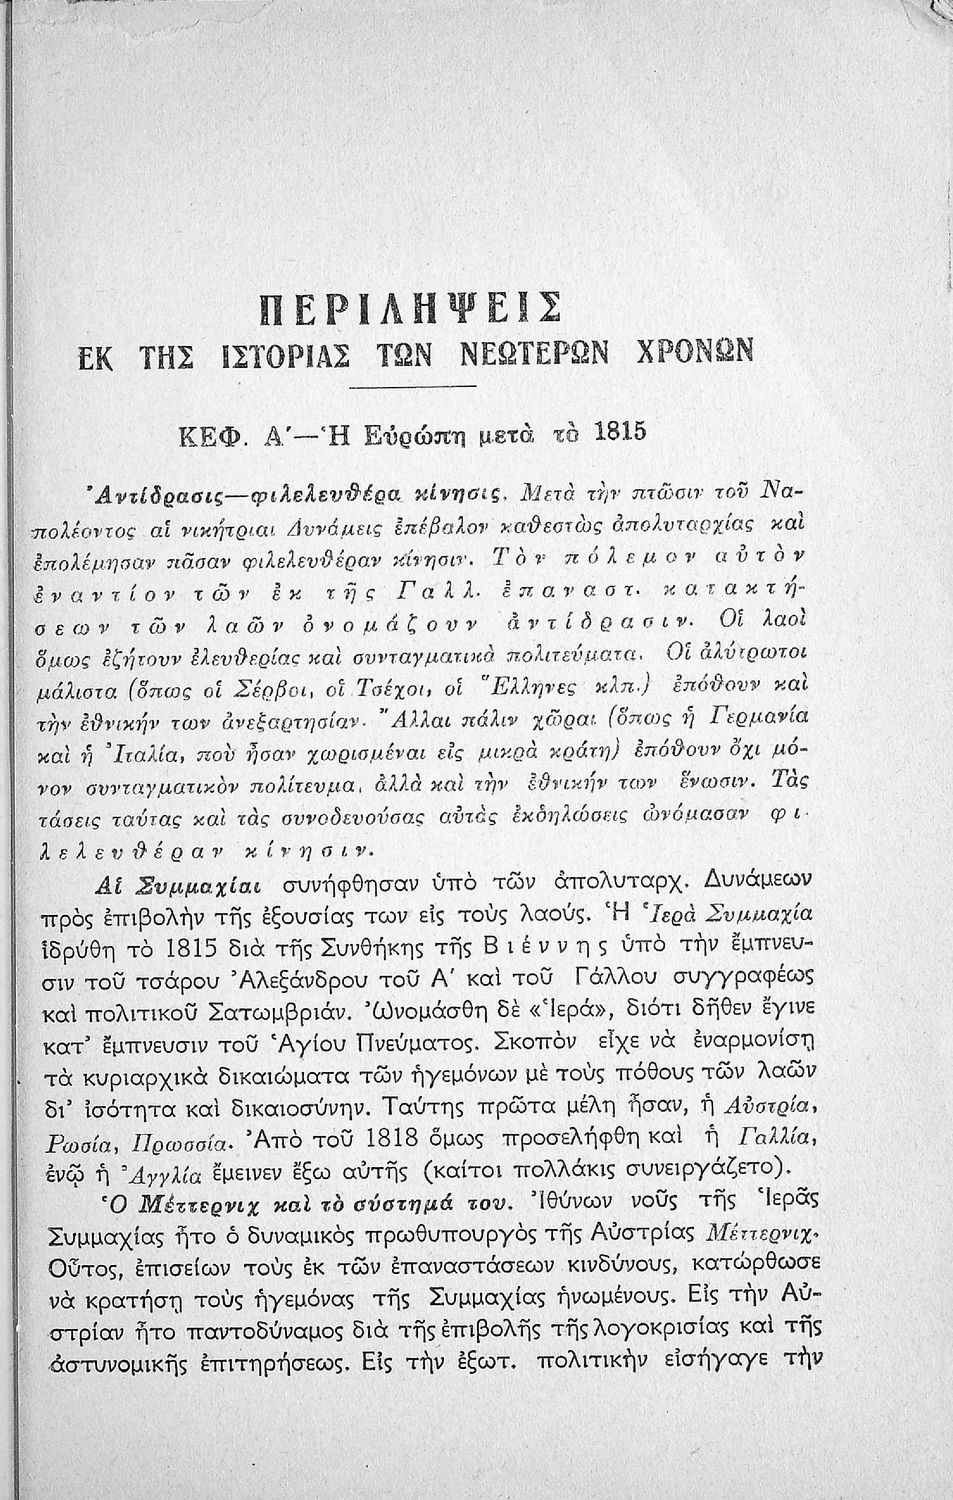 ΠΕΡΙΛΗΨΕΙΣ
ΕΚ ΤΗΣ ΙΣΤΟΡΙΑΣ ΤΩΝ ΝΕΩΤΕΡΩΝ ΧΡΟΝΩΝ
ΚΕΦ. Α΄—Ἡ Εὐρώπη μετὰ τὸ 1815
Ἀντίδρασις—φιλελευθέρα κίνησις. Μετὰ τὴν πτῶσιν τοῦ Να-
πολέοντος αἱ νικήτριαι Δυνάμεις ἐπέβαλον καθεστὼς ἀπολυταρχίας καὶ
ἐπολέμησαν πᾶσαν φιλελευθέραν κίνησιν. Τὸν πόλεμον αὐτὸν
ἐναντίον τῶν ἐκ τῆς Γαλλ. ἐπαναστ. κατακτή-
σεων τῶν λαῶν ὀνομάζουν ἀντίδρασιν. Οἱ λαοὶ
ὅμως ἐζήτουν ἐλευθερίας καὶ συνταγματικὰ πολιτεύματα. Οἱ ἀλύτρωτοι
μάλιστα (ὅπως οἱ Σέρβοι, οἱ Τσέχοι, οἱ Ἕλληνες κλπ.) ἐπόθουν καὶ
τὴν ἐθνικήν των ἀνεξαρτησίαν. Ἄλλαι πάλιν χῶραι (ὅπως ἡ Γερμανία
καὶ ἡ Ἰταλία, ποὺ ἦσαν χωρισμέναι εἰς μικρὰ κράτη) ἐπόθουν ὄχι μό-
νον συνταγματικὸν πολίτευμα, ἀλλὰ καὶ τὴν ἐθνικήν των ἕνωσιν. Τὰς
τάσεις ταύτας καὶ τὰς συνοδευούσας αὐτὰς ἐκδηλώσεις ὠνόμασαν φι-
λελευθέραν κίνησιν.
Αἱ Συμμαχίαι συνήφθησαν ὑπὸ τῶν ἀπολυταρχ. Δυνάμεων
πρὸς ἐπιβολὴν τῆς ἐξουσίας των εἰς τοὺς λαούς. Ἡ Ἱερὰ Συμμαχία
ἱδρύθη τὸ 1815 διὰ τῆς Συνθήκης τῆς Βιέννης ὑπὸ τὴν ἔμπνευ-
σιν τοῦ τσάρου Ἀλεξάνδρου τοῦ Α΄ καὶ τοῦ Γάλλου συγγραφέως
καὶ πολιτικοῦ Σατωμβριάν. Ὠνομάσθη δὲ «Ἱερά», διότι δῆθεν ἔγινε
κατ’ ἔμπνευσιν τοῦ Ἁγίου Πνεύματος. Σκοπὸν εἶχε νὰ ἐναρμονίσῃ
τὰ κυριαρχικὰ δικαιώματα τῶν ἡγεμόνων μὲ τοὺς πόθους τῶν λαῶν
δι’ ἰσότητα καὶ δικαιοσύνην. Ταύτης πρῶτα μέλη ἦσαν, ἡ Αὐστρία,
Ρωσία, Πρωσσία. Ἀπὸ τοῦ 1818 ὅμως προσελήφθη καὶ ἡ Γαλλία,
ἐνῷ ἡ Ἀγγλία ἔμεινεν ἔξω αὐτῆς (καίτοι πολλάκις συνειργάζετο).
Ὁ Μέττερνιχ καὶ τὸ σύστημά του. Ἰθύνων νοῦς τῆς Ἱερᾶς
Συμμαχίας ἦτο ὁ δυναμικὸς πρωθυπουργὸς τῆς Αὐστρίας Μέττερνιχ.
Οὗτος, ἐπισείων τοὺς ἐκ τῶν ἐπαναστάσεων κινδύνους, κατώρθωσε
νὰ κρατήσῃ τοὺς ἡγεμόνας τῆς Συμμαχίας ἡνωμένους. Εἰς τὴν Αὐ-
στρίαν ἦτο παντοδύναμος διὰ τῆς ἐπιβολῆς τῆς λογοκρισίας καὶ τῆς
ἀστυνομικῆς ἐπιτηρήσεως. Εἰς τὴν ἐξωτ. πολιτικὴν εἰσήγαγε τὴν